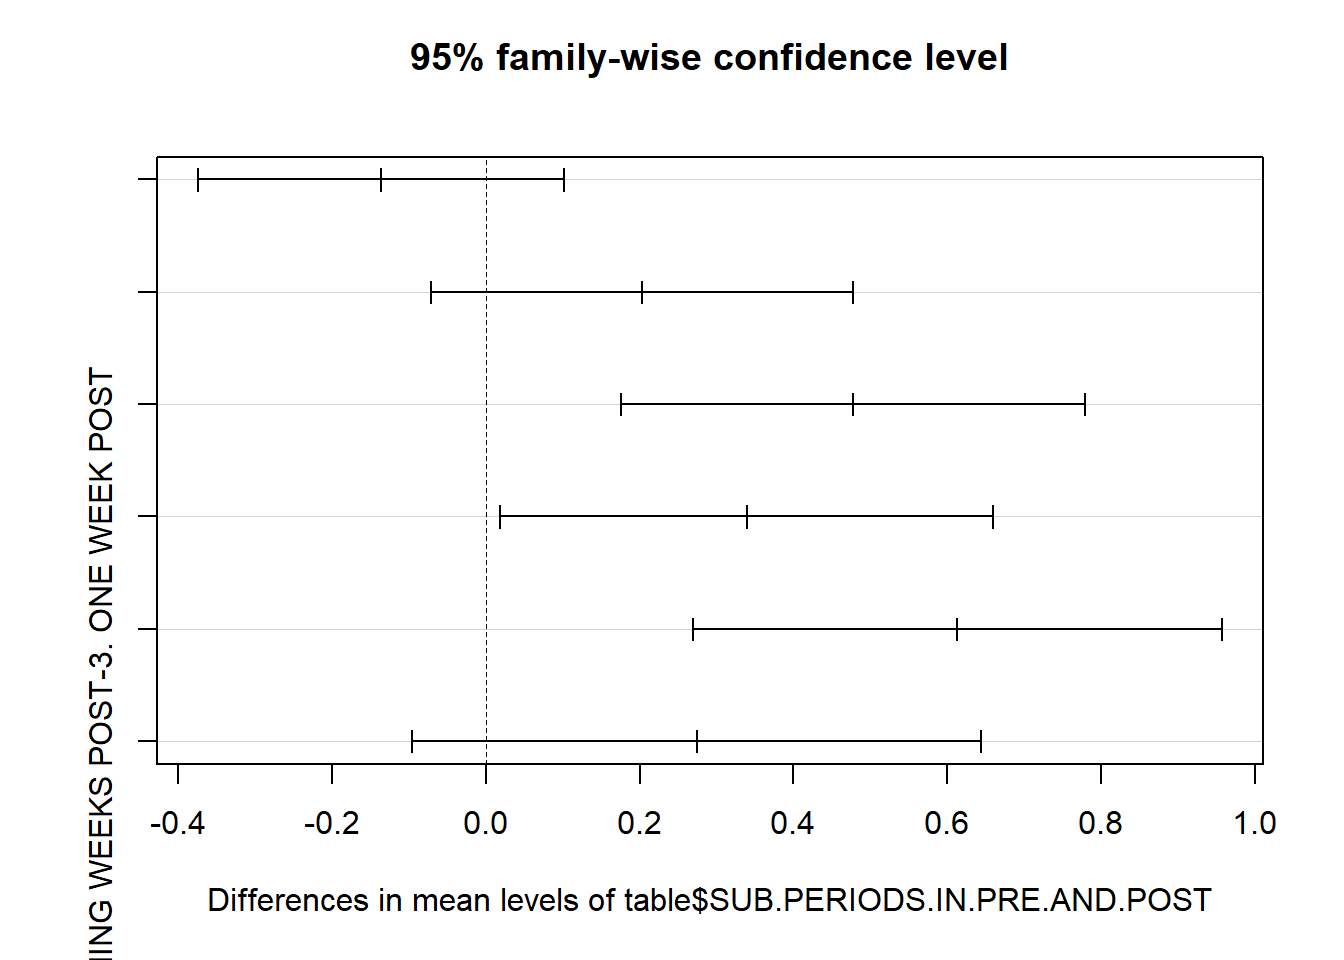 95% family-wise confidence level
WEEKS POST-3. ONE WEEK POST
-0.4 -0.2 0.0 0.2 0.4 0.6 0.8 1.0
Differences in mean levels of table$SUB.PERIODS.IN.PRE.AND.POST